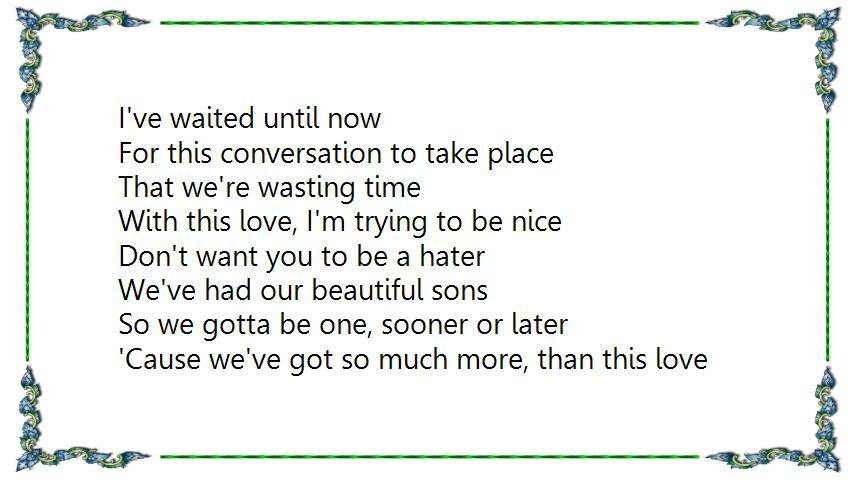 I've waited until now
For this conversation to take place
That we're wasting time
With this love, I'm trying to be nice
Don't want you to be a hater
We've had our beautiful sons
So we gotta be one, sooner or later
'Cause we've got so much more, than this love